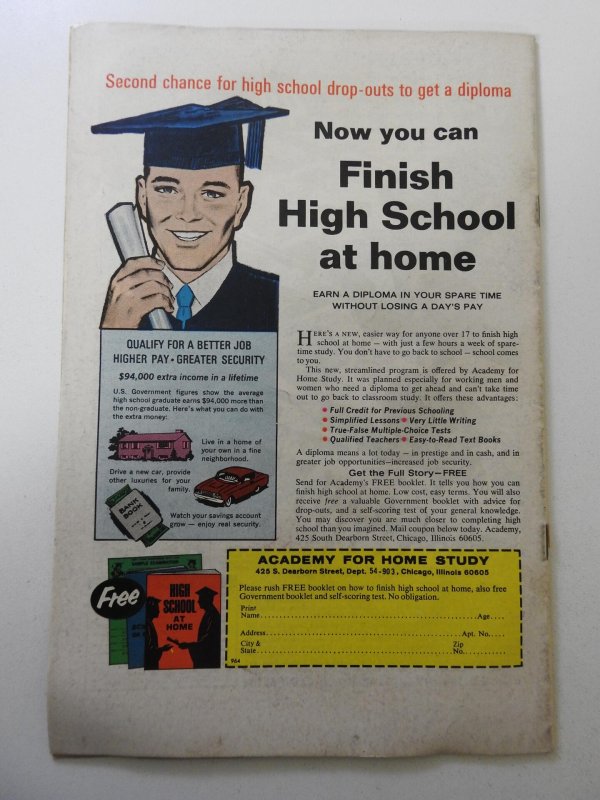 Second chance for high school drop-outs to get a diploma
Now you can
Finish
High School
at home
EARN A DIPLOMA IN YOUR SPARE TIME
WITHOUT LOSING A DAY'S PAY
QUALIFY FOR A BETTER JOB
HIGHER PAY • GREATER SECURITY
$94,000 extra income in a lifetime
U.S. Government figures show the average
high school graduate earns $94,000 more than
the non-graduate. Here's what you can do with
the extra money:
Live in a home of
your own in a fine
neighborhood.
Drive a new car, provide
other luxuries for your
family.
BANK
BOOK
Watch your savings account
grow — enjoy real security.
HERE'S A NEW, easier way for anyone over 17 to finish high
school at home — with just a few hours a week of spare-
time study. You don't have to go back to school — school comes
to you.
This new, streamlined program is offered by Academy for
Home Study. It was planned especially for working men and
women who need a diploma to get ahead and can't take time
out to go back to classroom study. It offers these advantages:
• Full Credit for Previous Schooling
• Simplified Lessons • Very Little Writing
• True-False Multiple-Choice Tests
• Qualified Teachers • Easy-to-Read Text Books
A diploma means a lot today — in prestige and in cash, and in
greater job opportunities—increased job security.
Get the Full Story—FREE
Send for Academy's FREE booklet. It tells you how you can
finish high school at home. Low cost, easy terms. You will also
receive free a valuable Government booklet with advice for
drop-outs, and a self-scoring test of your general knowledge.
You may discover you are much closer to completing high
school than you imagined. Mail coupon below today. Academy,
425 South Dearborn Street, Chicago, Illinois 60605.
SAMPLE EXAMINATION
Free
HIGH
SCHOOL
AT
HOME
ACADEMY FOR HOME STUDY
425 S. Dearborn Street, Dept. 54-903, Chicago, Illinois 60605
Please rush FREE booklet on how to finish high school at home, also free
Government booklet and self-scoring test. No obligation.
Print
Name Age
Address Apt. No.
City & Zip
State No.
964